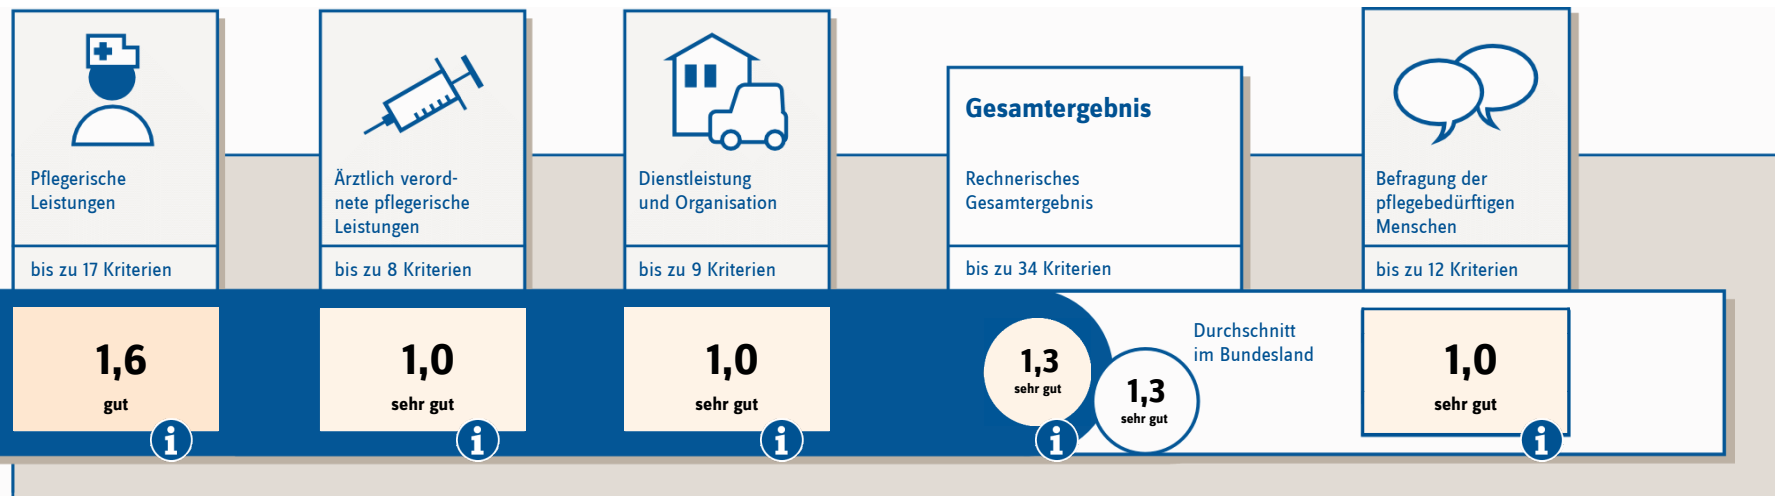 Pflegerische
Leistungen
bis zu 17 Kriterien
1,6
gut
Ärztlich verord-
nete pflegerische
Leistungen
bis zu 8 Kriterien
1,0
sehr gut
Dienstleistung
und Organisation
bis zu 9 Kriterien
1,0
sehr gut
Gesamtergebnis
Rechnerisches
Gesamtergebnis
bis zu 34 Kriterien
1,3
sehr gut
Durchschnitt
im Bundesland
1,3
sehr gut
Befragung der
pflegebedürftigen
Menschen
bis zu 12 Kriterien
1,0
sehr gut